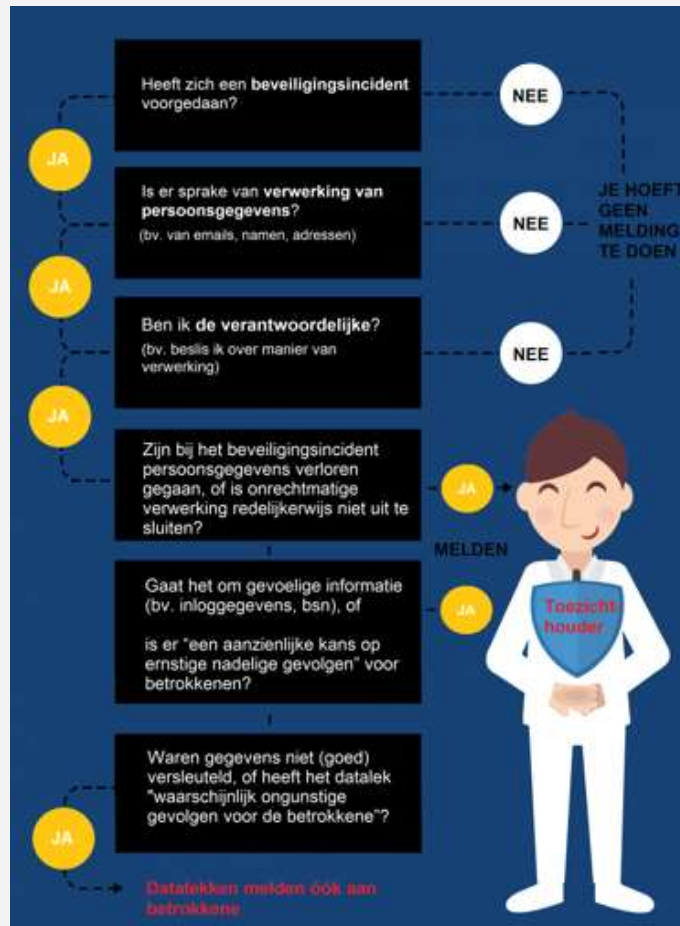 Heeft zich een beveiligingsincident
voorgedaan?
NEE
JA
Is er sprake van verwerking van
persoonsgegevens?
(bv. van emails, namen, adressen)
NEE
JE HOEFT
GEEN
MELDING
TE DOEN
JA
Ben ik de verantwoordelijke?
(bv. beslis ik over manier van
verwerking)
NEE
JA
Zijn bij het beveiligingsincident
persoonsgegevens verloren
gegaan, of is onrechtmatige
verwerking redelijkerwijs niet uit te
sluiten?
JA
MELDEN
Gaat het om gevoelige informatie
(bv. inloggegevens, bsn), of
is er “een aanzienlijke kans op
ernstige nadelige gevolgen” voor
betrokkenen?
JA
Toezicht
houder
Waren gegevens niet (goed)
versleuteld, of heeft het datalek
"waarschijnlijk ongunstige
gevolgen voor de betrokkene”?
JA
Datalekken melden óók aan
betrokkene